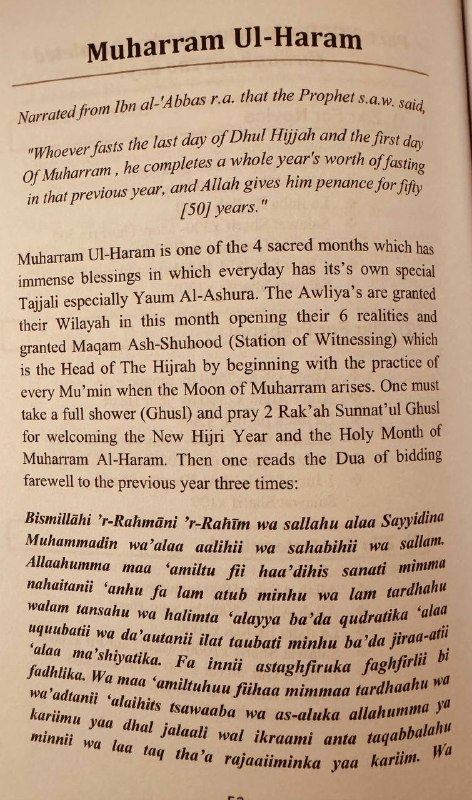 Muharram Ul-Haram
Narrated from Ibn al-'Abbas r.a. that the Prophet s.a.w. said,
"Whoever fasts the last day of Dhul Hijjah and the first day
Of Muharram , he completes a whole year's worth of fasting
in that previous year, and Allah gives him penance for fifty
[50] years."
Muharram Ul-Haram is one of the 4 sacred months which has
immense blessings in which everyday has its's own special
Tajjali especially Yaum Al-Ashura. The Awliya's are granted
their Wilayah in this month opening their 6 realities and
granted Maqam Ash-Shuhood (Station of Witnessing) which
is the Head of The Hijrah by beginning with the practice of
every Mu'min when the Moon of Muharram arises. One must
take a full shower (Ghusl) and pray 2 Rak'ah Sunnat'ul Ghusl
for welcoming the New Hijri Year and the Holy Month of
Muharram Al-Haram. Then one reads the Dua of bidding
farewell to the previous year three times:
Bismillāhi 'r-Rahmāni 'r-Rahīm wa sallahu alaa Sayyidina
Muhammadin wa'alaa aalihii wa sahabihii wa sallam.
Allaahumma maa 'amiltu fii haa'dihis sanati mimma
nahaitanii 'anhu fa lam atub minhu wa lam tardhahu
walam tansahu wa halimta 'alayya ba'da qudratika 'alaa
uquubatii wa da'autanii ilat taubati minhu ba'da jiraa-atii
'alaa ma'shiyatika. Fa innii astaghfiruka faghfirlii bi
fadhlika. Wa maa 'amiltuhuu fiihaa mimmaa tardhaahu wa
wa'adtanii 'alaihits tsawaaba wa as-aluka allahumma ya
kariimu yaa dhal jalaali wal ikraami anta taqabbalahu
minnii wa laa taq tha'a rajaaiiminka yaa kariim. Wa